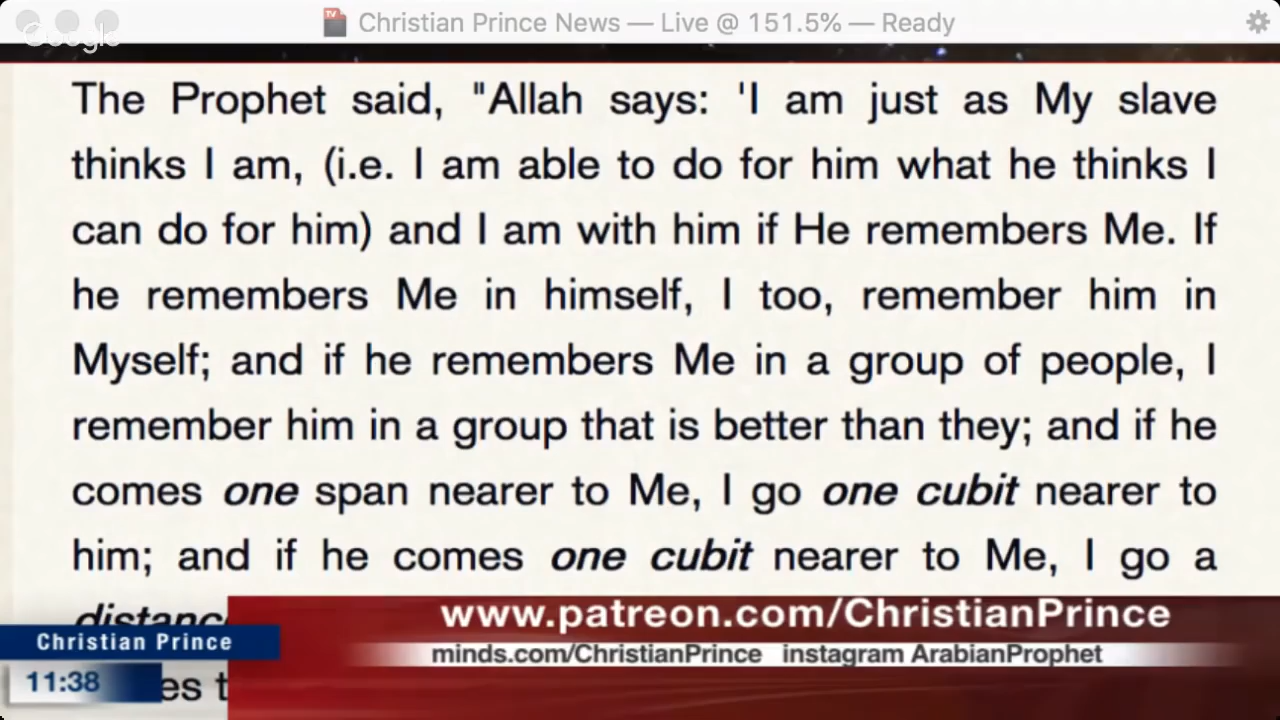 Christian Prince News — Live @ 151.5% — Ready
Google
The Prophet said, "Allah says: 'I am just as My slave
thinks I am, (i.e. I am able to do for him what he thinks I
can do for him) and I am with him if He remembers Me. If
he remembers Me in himself, I too, remember him in
Myself; and if he remembers Me in a group of people, I
remember him in a group that is better than they; and if he
comes one span nearer to Me, I go one cubit nearer to
him; and if he comes one cubit nearer to Me, I go a
www.patreon.com/ChristianPrince
Christian Prince
minds.com/ChristianPrince instagram ArabianProphet
11:38